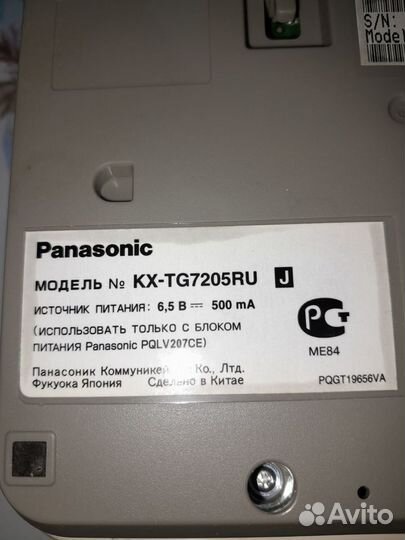 S/N:
Model
Panasonic
МОДЕЛЬ № KX-TG7205RU J
ИСТОЧНИК ПИТАНИЯ: 6,5 В 500 mA
(ИСПОЛЬЗОВАТЬ ТОЛЬКО С БЛОКОМ
ПИТАНИЯ Panasonic PQLV207CE)
РСТ
ME84
Панасоник Коммуникей Ко., Лтд.
Фукуока Япония Сделано в Китае
PQGT19656VA
Avito